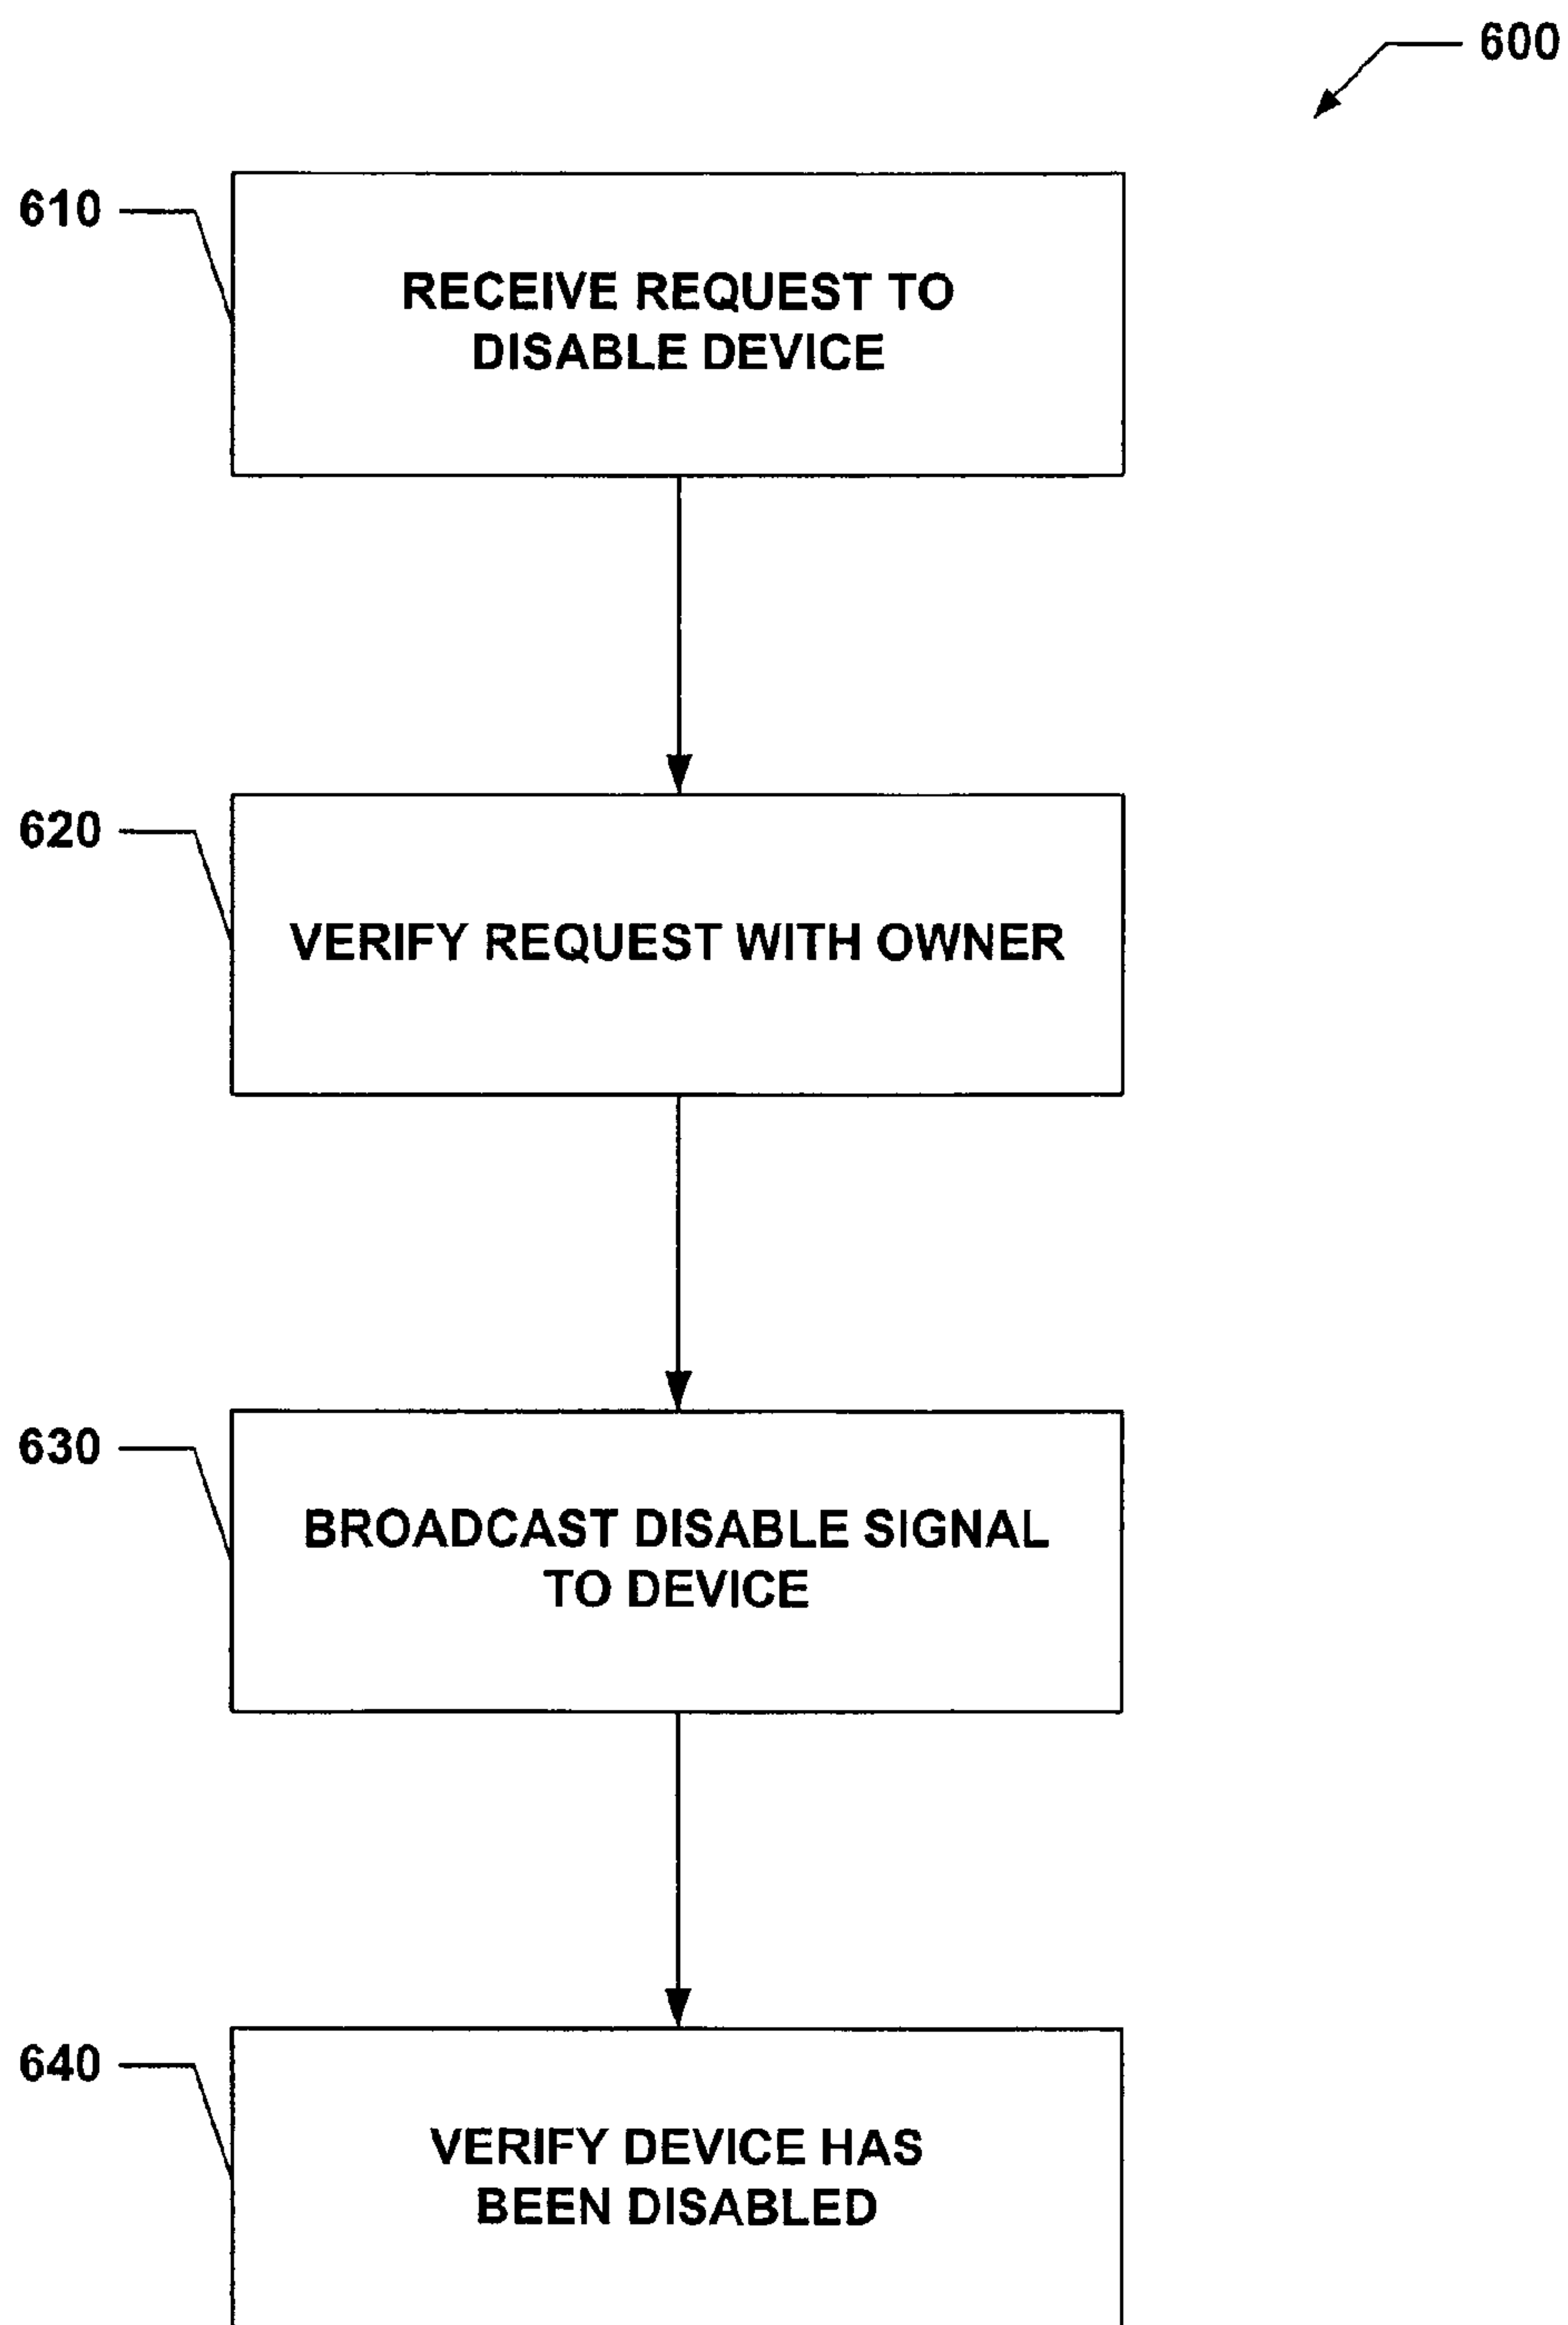 600
610
RECEIVE REQUEST TO
DISABLE DEVICE
620
VERIFY REQUEST WITH OWNER
630
BROADCAST DISABLE SIGNAL
TO DEVICE
640
VERIFY DEVICE HAS
BEEN DISABLED